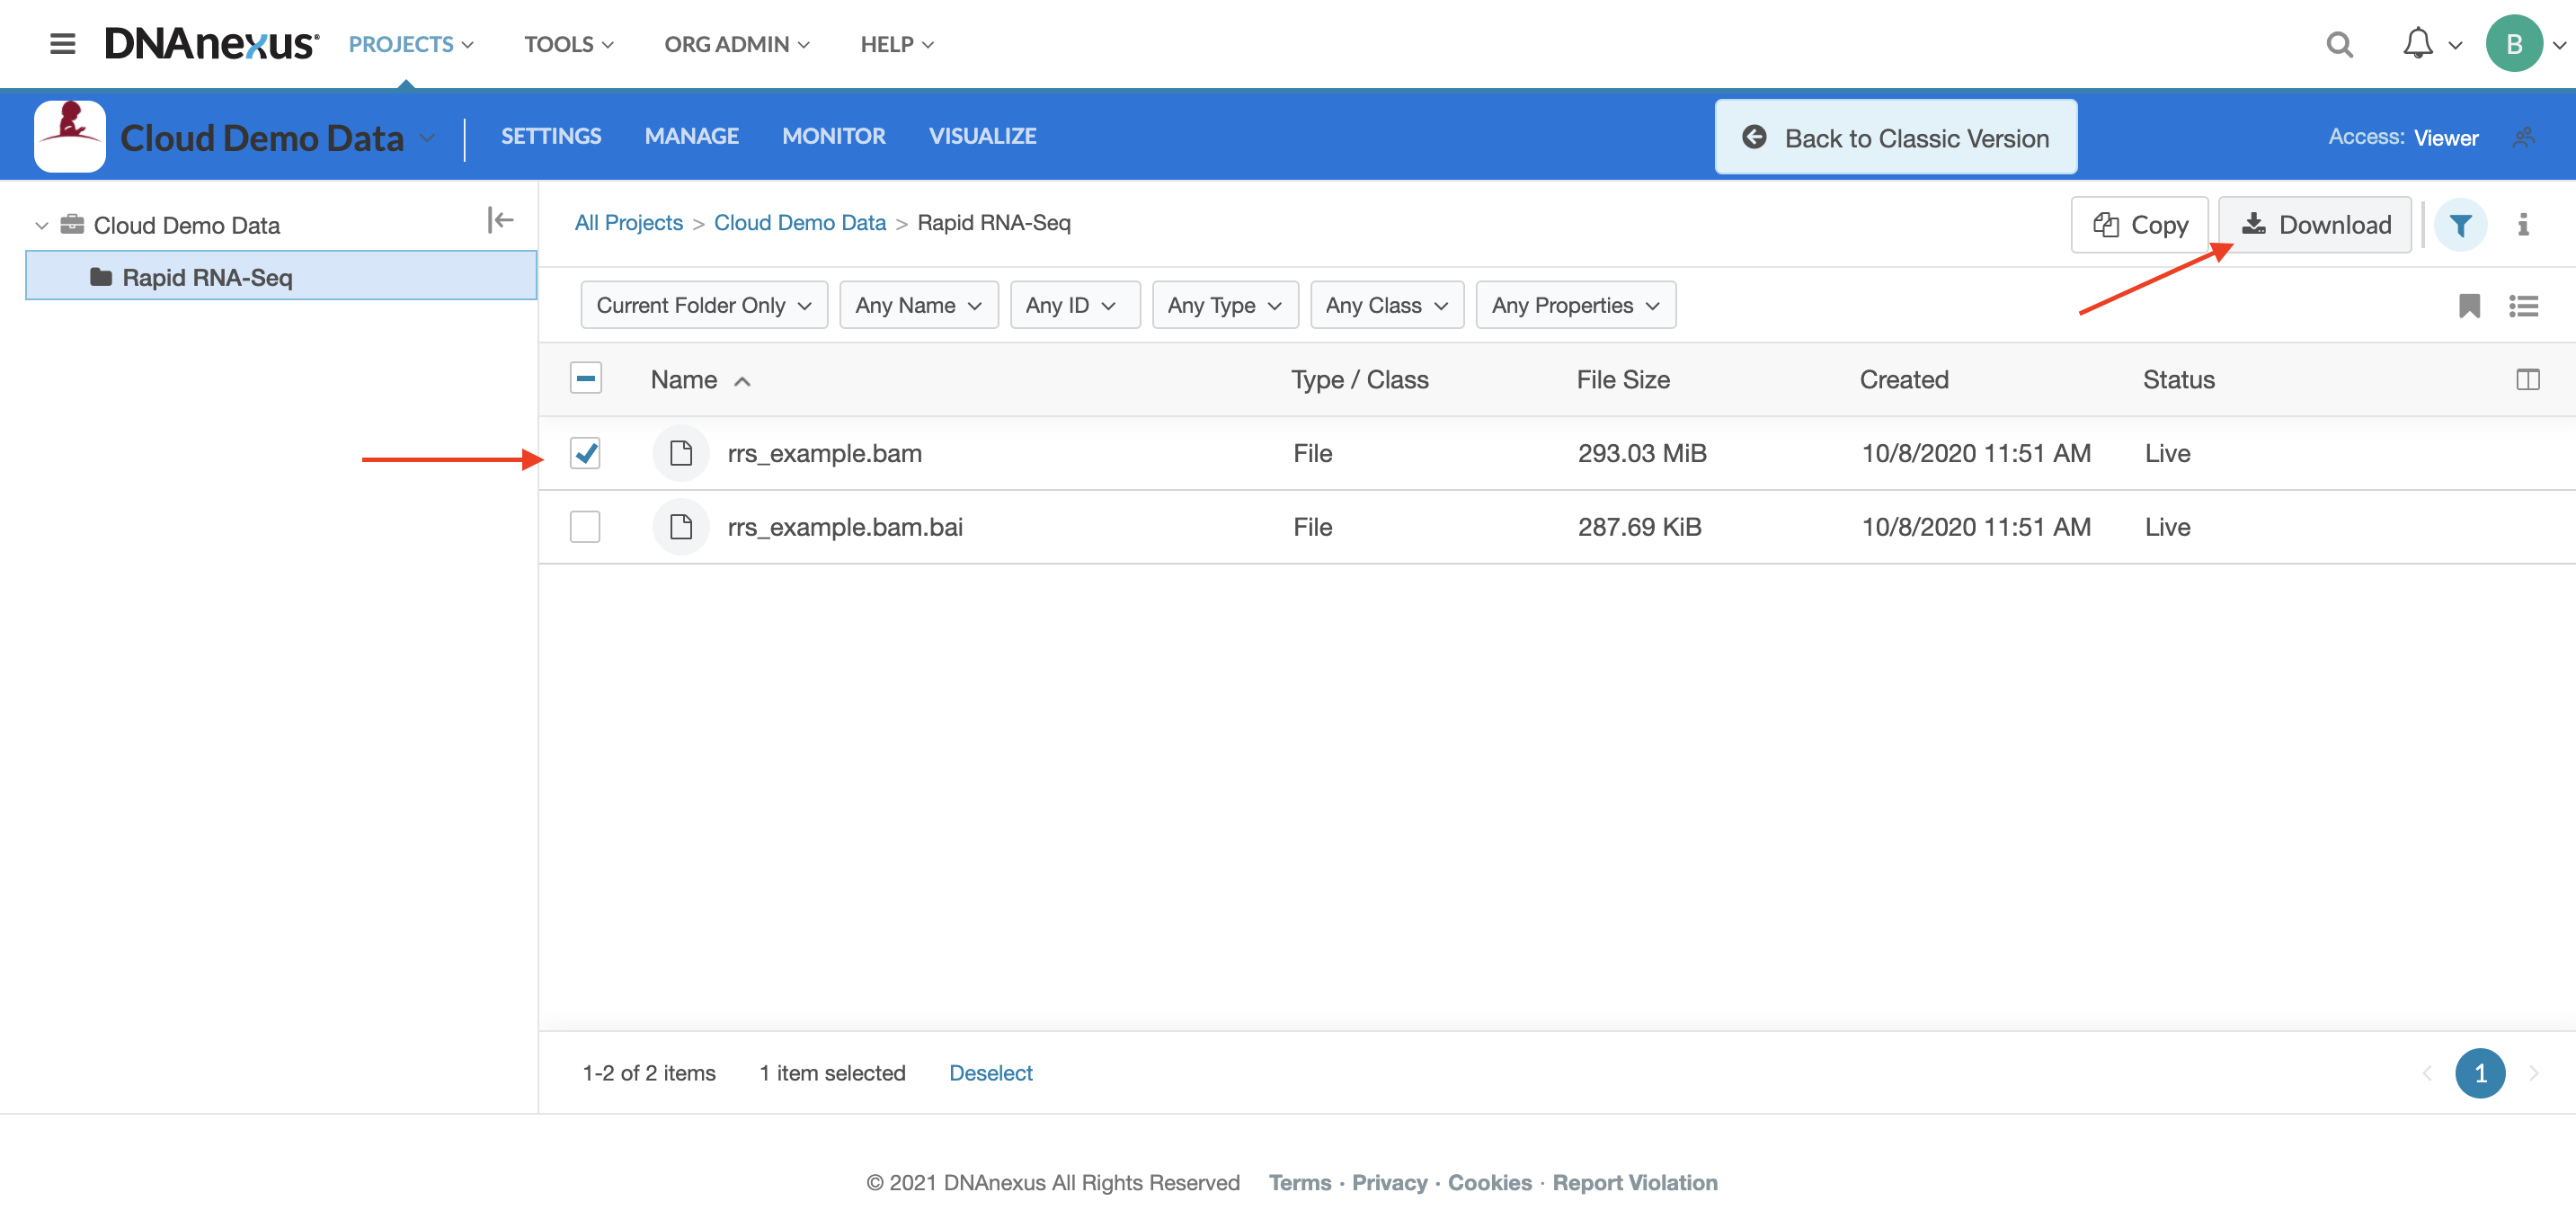 DNAnexus® PROJECTS TOOLS ORG ADMIN HELP B
Cloud Demo Data SETTINGS MANAGE MONITOR VISUALIZE Back to Classic Version Access: Viewer
Cloud Demo Data
Rapid RNA-Seq
All Projects > Cloud Demo Data > Rapid RNA-Seq Copy Download
Current Folder Only Any Name Any ID Any Type Any Class Any Properties
Name Type / Class File Size Created Status
rrs_example.bam File 293.03 MiB 10/8/2020 11:51 AM Live
rrs_example.bam.bai File 287.69 KiB 10/8/2020 11:51 AM Live
1-2 of 2 items 1 item selected Deselect 1
© 2021 DNAnexus All Rights Reserved Terms · Privacy · Cookies · Report Violation